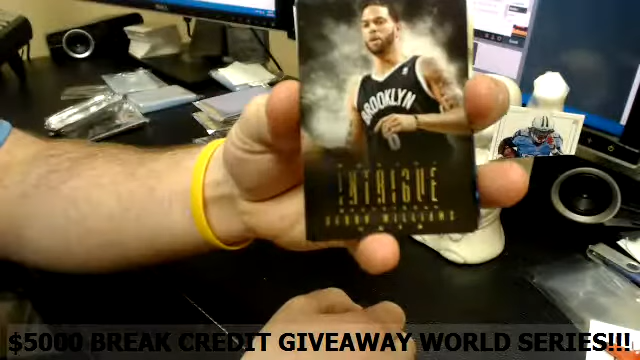 BROOKLYN
INTRIGUE
DERON WILLIAMS
$5000 BREAK CREDIT GIVEAWAY WORLD SERIES!!!